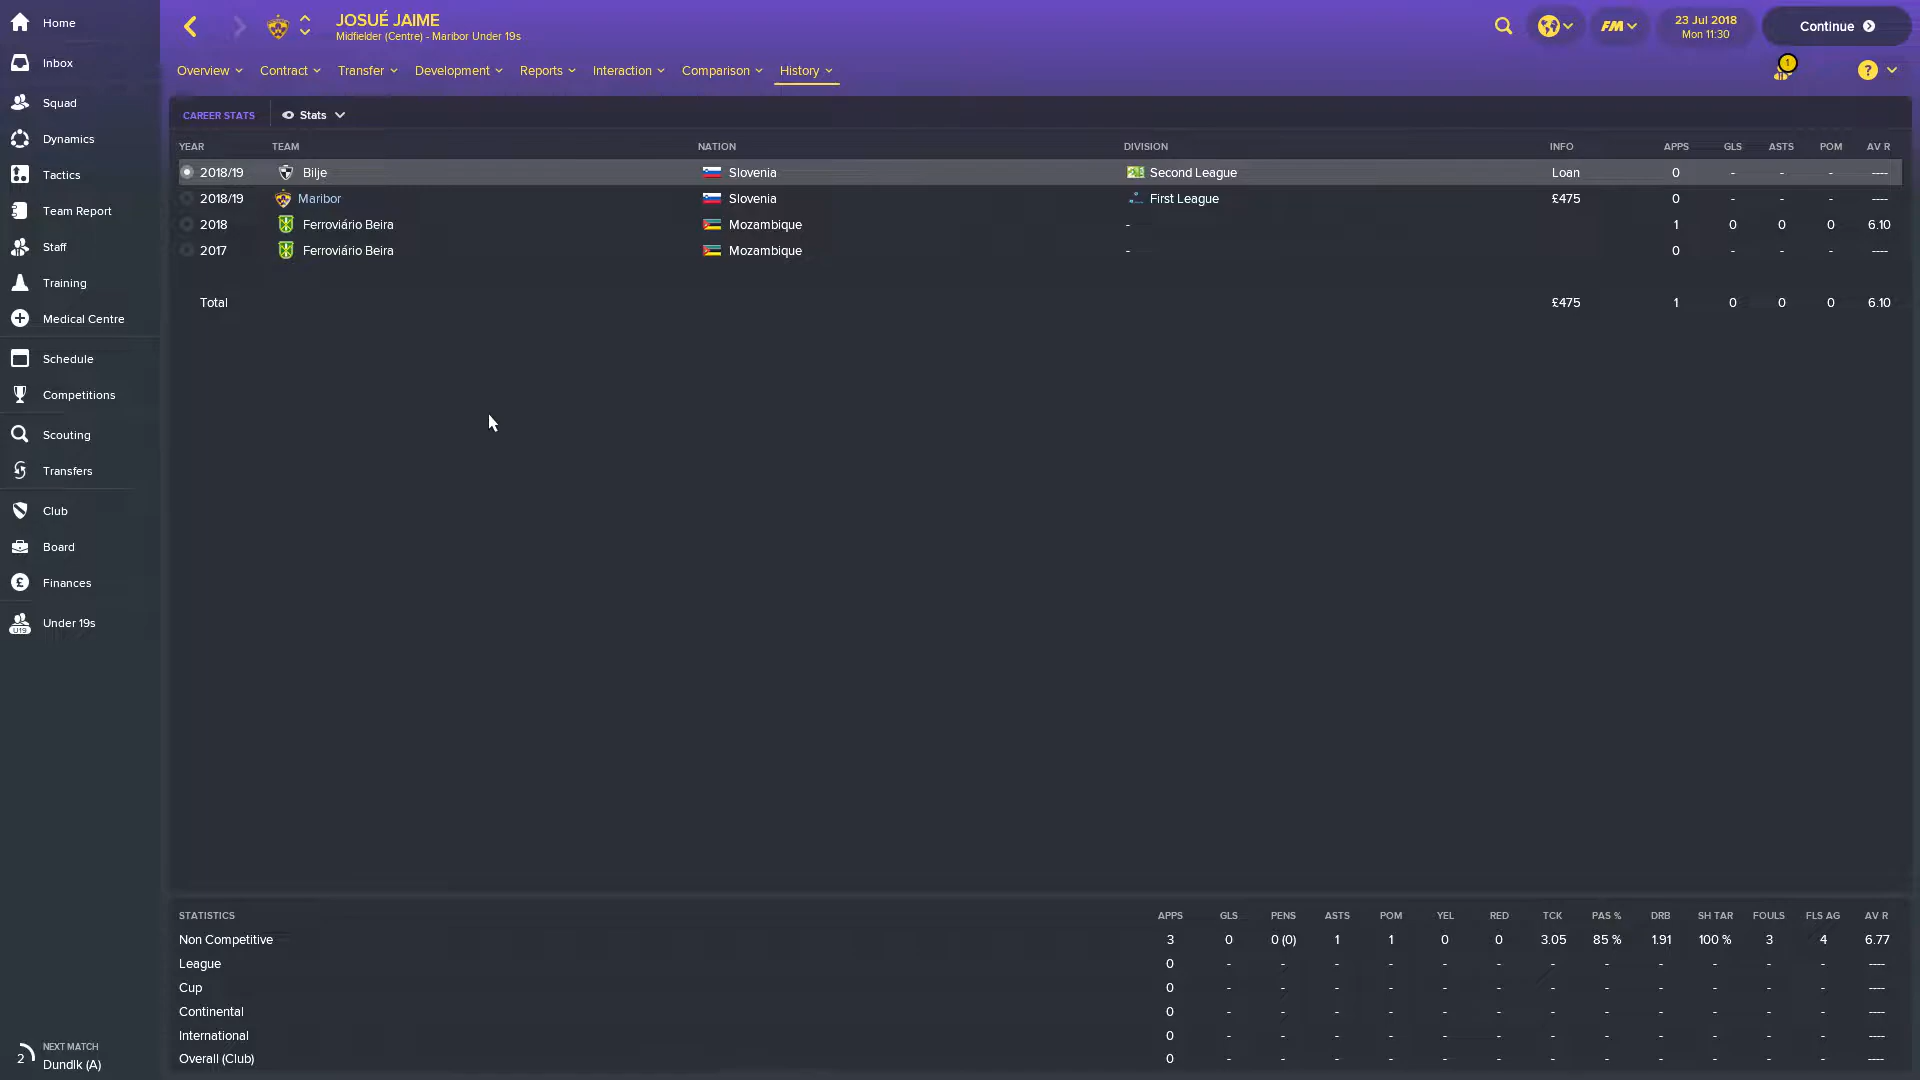 Home
Inbox
Squad
Dynamics
Tactics
Team Report
Staff
Training
Medical Centre
Schedule
Competitions
Scouting
Transfers
Club
Board
Finances
U19
Under 19s
2
NEXT MATCH
Dundlk (A)
JOSUÉ JAIME
Midfielder (Centre) - Maribor Under 19s
FM
23 Jul 2018
Mon 11:30
Continue
Overview Contract Transfer Development Reports Interaction Comparison History
1
?
CAREER STATS Stats
YEAR TEAM NATION DIVISION INFO APPS GLS ASTS POM AV R
2018/19 Bilje Slovenia Second League Loan 0 - - - ----
2018/19 Maribor Slovenia First League £475 0 - - - ----
2018 Ferroviário Beira Mozambique - 1 0 0 0 6.10
2017 Ferroviário Beira Mozambique - 0 - - - ----
Total £475 1 0 0 0 6.10
STATISTICS APPS GLS PENS ASTS POM YEL RED TCK PAS % DRB SH TAR FOULS FLS AG AV R
Non Competitive 3 0 0 (0) 1 1 0 0 3.05 85 % 1.91 100 % 3 4 6.77
League 0 - - - - - - - - - - - - ----
Cup 0 - - - - - - - - - - - - ----
Continental 0 - - - - - - - - - - - - ----
International 0 - - - - - - - - - - - - ----
Overall (Club) 0 - - - - - - - - - - - - ----